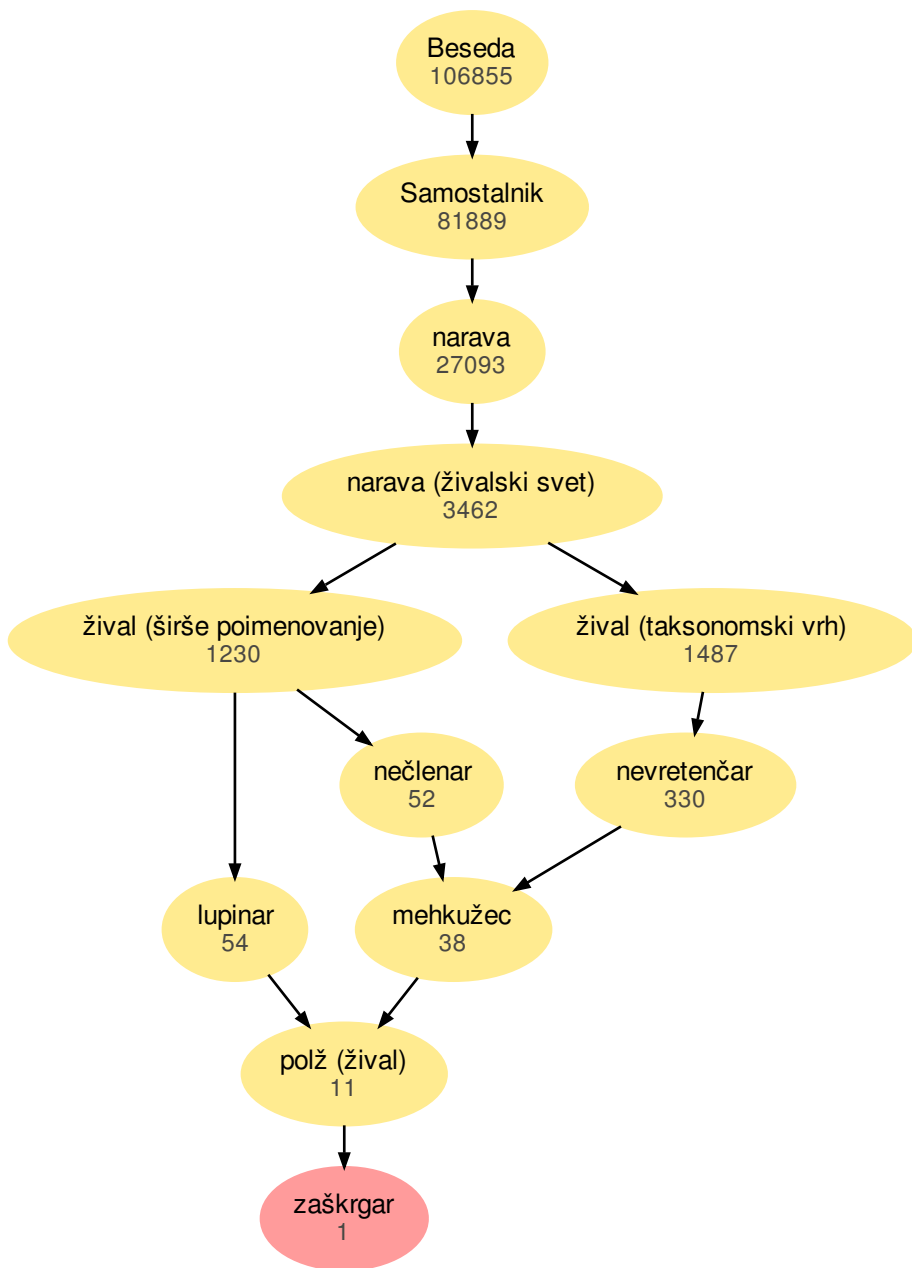 Beseda
106855
Samostalnik
81889
narava
27093
narava (živalski svet)
3462
žival (širše poimenovanje)
1230
žival (taksonomski vrh)
1487
nečlenar
52
nevretenčar
330
lupinar
54
mehkužec
38
polž (žival)
11
zaškrgar
1